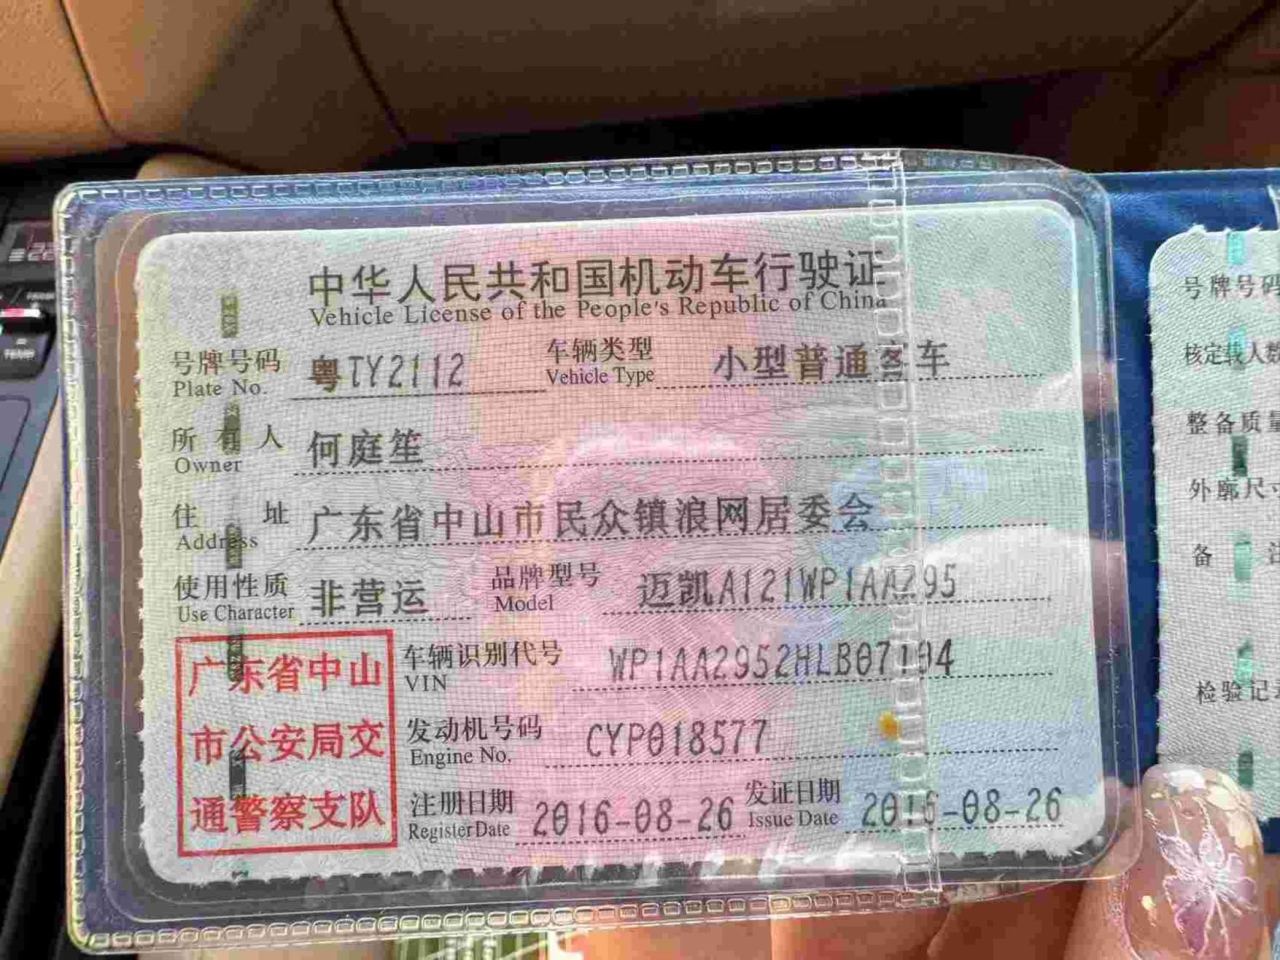 中华人民共和国机动车行驶证
Vehicle License of the People's Republic of China
号牌号码 粤TY2112 车辆类型 小型普通客车
Plate No. Vehicle Type
所有人 何庭笙
Owner
住址 广东省中山市民众镇浪网居委会
Address
使用性质 非营运 品牌型号 迈凯A121WP1AA295
Use Character Model
广东省中山
市公安局交
通警察支队
车辆识别代号 WP1AA2952HLB07104
VIN
发动机号码 CYP018577
Engine No.
注册日期 2016-08-26 发证日期 2016-08-26
Register Date Issue Date
号牌号码
核定载人数
整备质量
外廓尺寸
备
检验记
TEMP